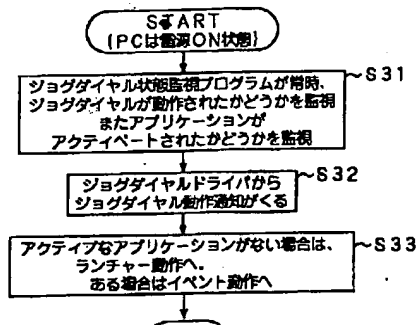 START
(PCは電源ON状態)
ジョグダイヤル状態監視プログラムが常時、
ジョグダイヤルが動作されたかどうかを監視
またアプリケーションが
アクティベートされたかどうかを監視
~S31
ジョグダイヤルドライバから
ジョグダイヤル動作通知がくる
~S32
アクティブなアプリケーションがない場合は、
ランチャー動作へ。
ある場合はイベント動作へ
~S33